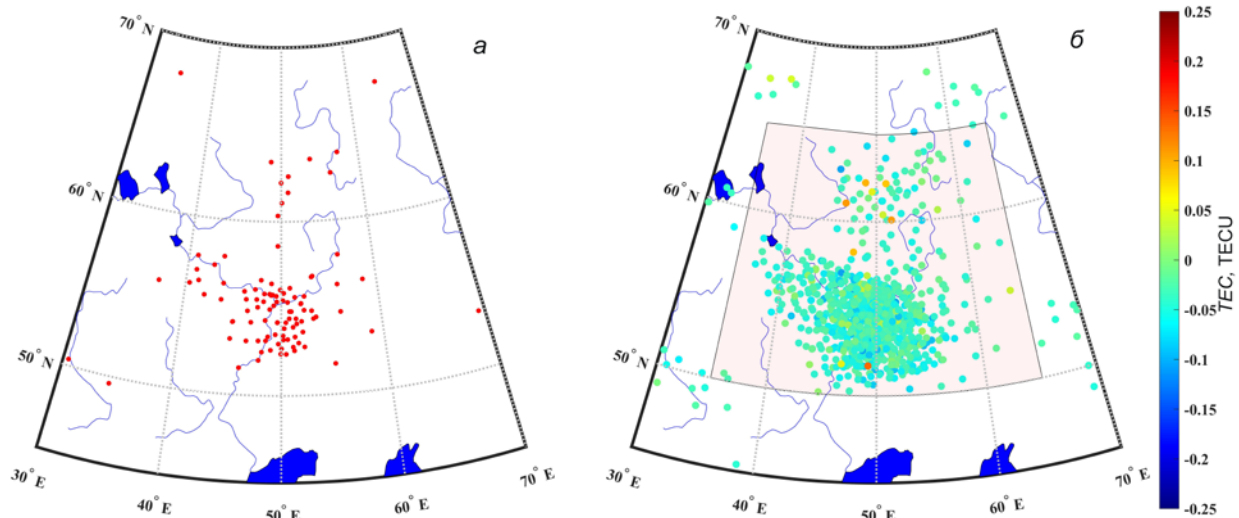 а
70° N
60° N
50° N
30° E
40° E
50° E
60° E
70° E
б
70° N
60° N
50° N
30° E
40° E
50° E
60° E
70° E
0.25
0.2
0.15
0.1
0.05
0
-0.05
-0.1
-0.15
-0.2
-0.25
TEC, TECU